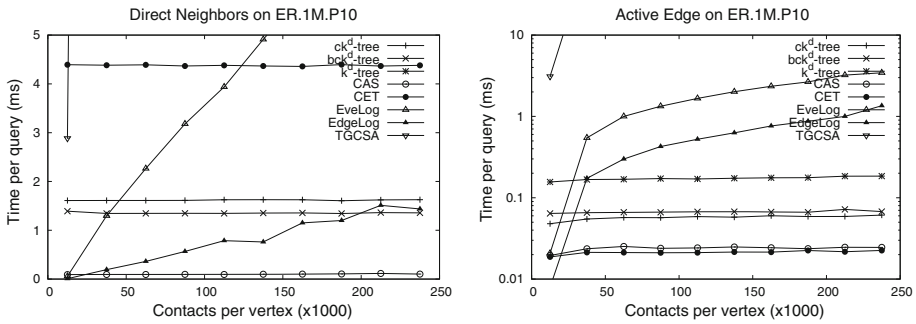 Direct Neighbors on ER.1M.P10
Time per query (ms)
5
4
3
2
1
0
0 50 100 150 200 250
Contacts per vertex (x1000)
ck^d-tree
bck^d-tree
k^d-tree
CAS
CET
EveLog
EdgeLog
TGCSA
Active Edge on ER.1M.P10
Time per query (ms)
10
1
0.1
0.01
0 50 100 150 200 250
Contacts per vertex (x1000)
ck^d-tree
bck^d-tree
k^d-tree
CAS
CET
EveLog
EdgeLog
TGCSA